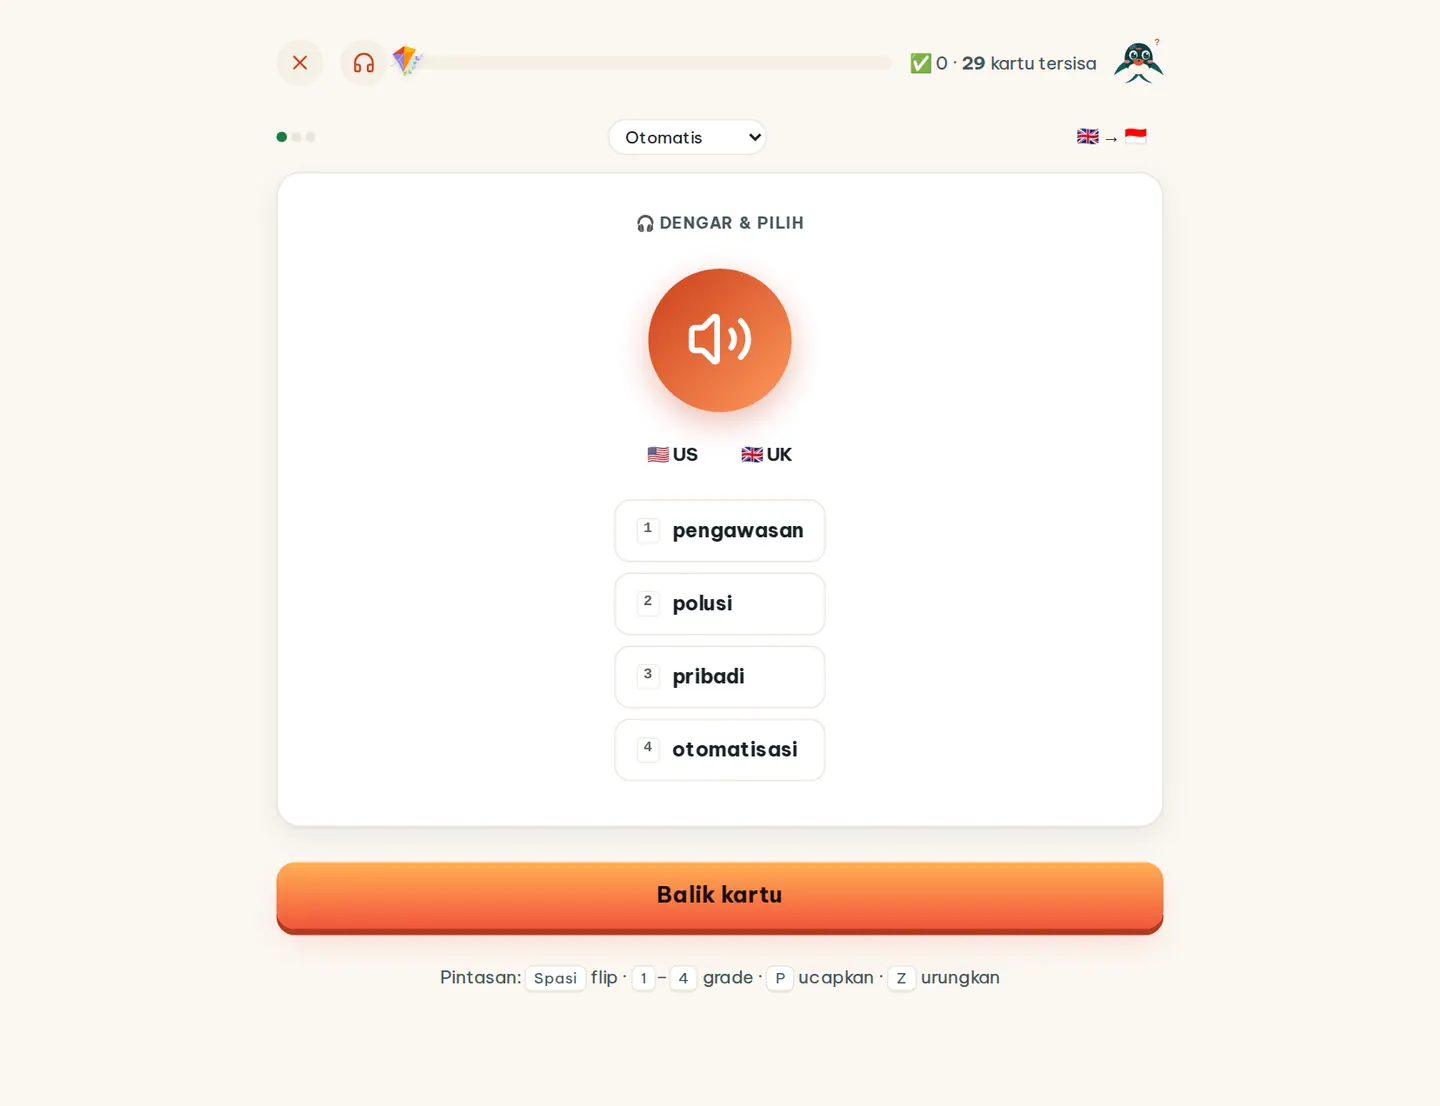 ✅ 0 · 29 kartu tersisa
Otomatis
🇬🇧 → 🇮🇩
🎧 DENGAR & PILIH
🇺🇸 US 🇬🇧 UK
1 pengawasan
2 polusi
3 pribadi
4 otomatisasi
Balik kartu
Pintasan: Spasi flip · 1 – 4 grade · P ucapkan · Z urungkan